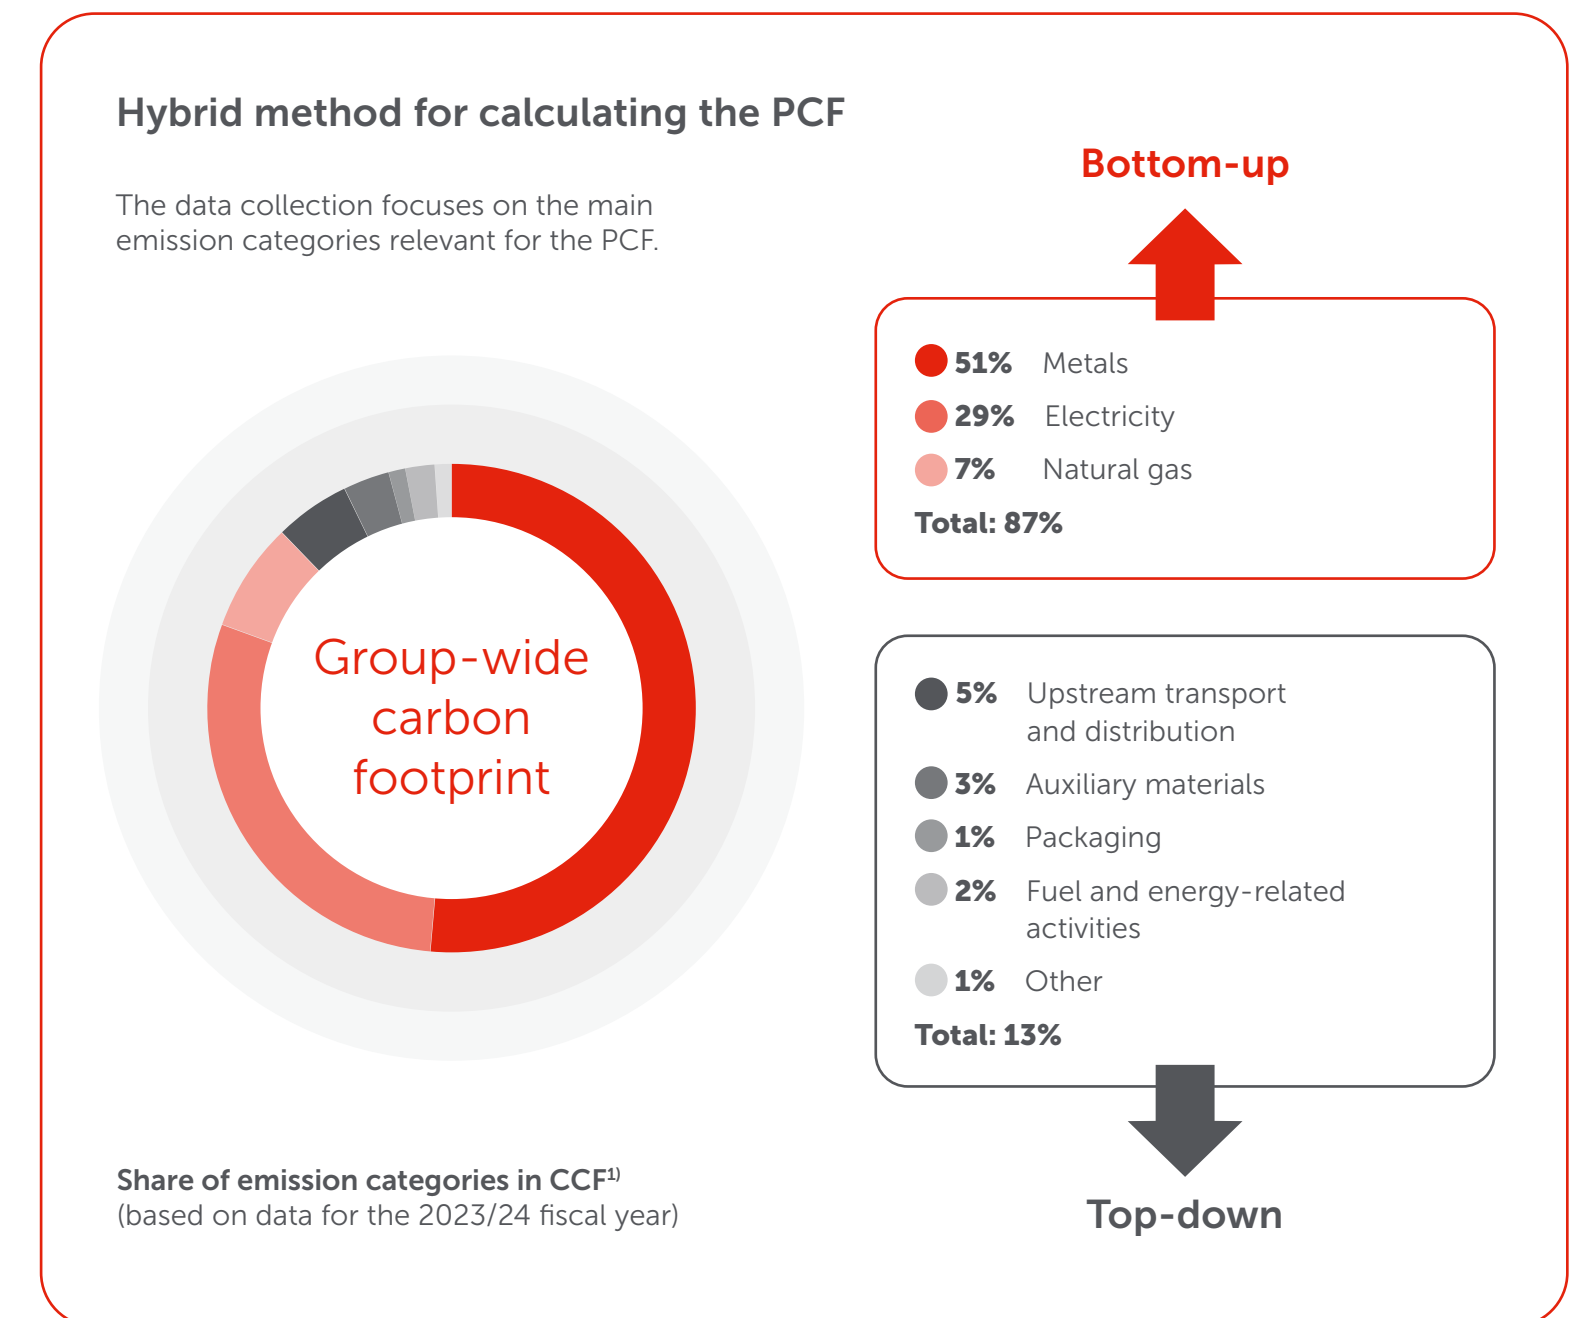 Hybrid method for calculating the PCF
The data collection focuses on the main
emission categories relevant for the PCF.
Group-wide
carbon
footprint
Share of emission categories in CCF¹⁾
(based on data for the 2023/24 fiscal year)
Bottom-up
51% Metals
29% Electricity
7% Natural gas
Total: 87%
5% Upstream transport
and distribution
3% Auxiliary materials
1% Packaging
2% Fuel and energy-related
activities
1% Other
Total: 13%
Top-down